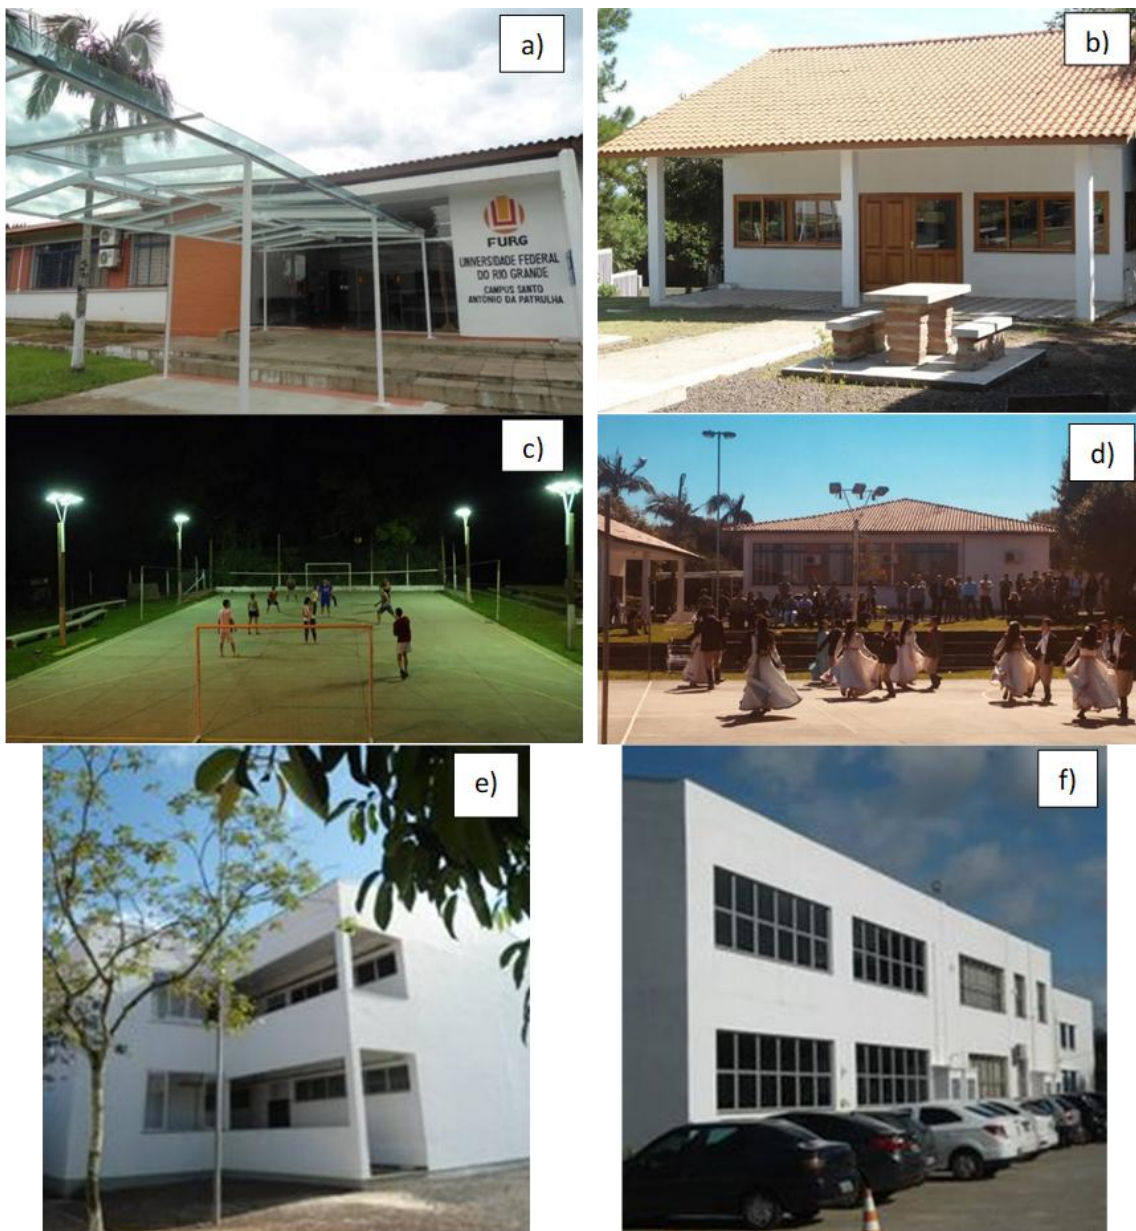 a)
FURG
UNIVERSIDADE FEDERAL
DO RIO GRANDE
CAMPUS SANTO
ANTÔNIO DA PATRULHA
b)
c)
d)
e)
f)